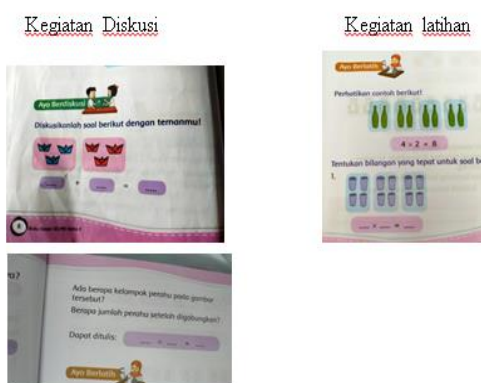 Kegiatan Diskusi
Kegiatan latihan
Ayo Berdiskusi
Diskusikanlah soal berikut dengan temanmu!
Ada berapa kelompok perahu pada gambar
tersebut?
Berapa jumlah perahu setelah digabungkan?
Dapat ditulis:
Ayo Berlatih
Ayo Berlatih
Perhatikan contoh berikut!
4 × 2 = 8
Tentukan bilangan yang tepat untuk soal
1.